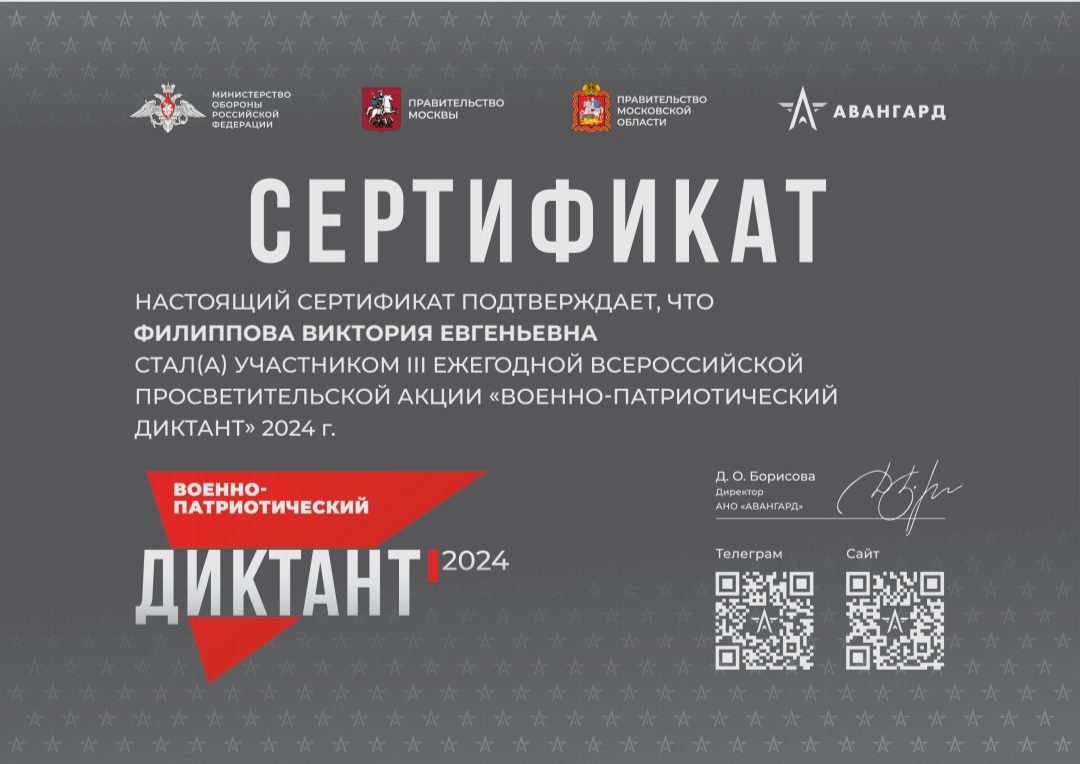 МИНИСТЕРСТВО
ОБОРОНЫ
РОССИЙСКОЙ
ФЕДЕРАЦИИ
ПРАВИТЕЛЬСТВО
МОСКВЫ
ПРАВИТЕЛЬСТВО
МОСКОВСКОЙ
ОБЛАСТИ
АВАНГАРД
СЕРТИФИКАТ
НАСТОЯЩИЙ СЕРТИФИКАТ ПОДТВЕРЖДАЕТ, ЧТО
ФИЛИППОВА ВИКТОРИЯ ЕВГЕНЬЕВНА
СТАЛ(А) УЧАСТНИКОМ III ЕЖЕГОДНОЙ ВСЕРОССИЙСКОЙ
ПРОСВЕТИТЕЛЬСКОЙ АКЦИИ «ВОЕННО-ПАТРИОТИЧЕСКИЙ
ДИКТАНТ» 2024 г.
ВОЕННО-
ПАТРИОТИЧЕСКИЙ
ДИКТАНТ 2024
Д. О. Борисова
Директор
АНО «АВАНГАРД»
Телеграм
Сайт